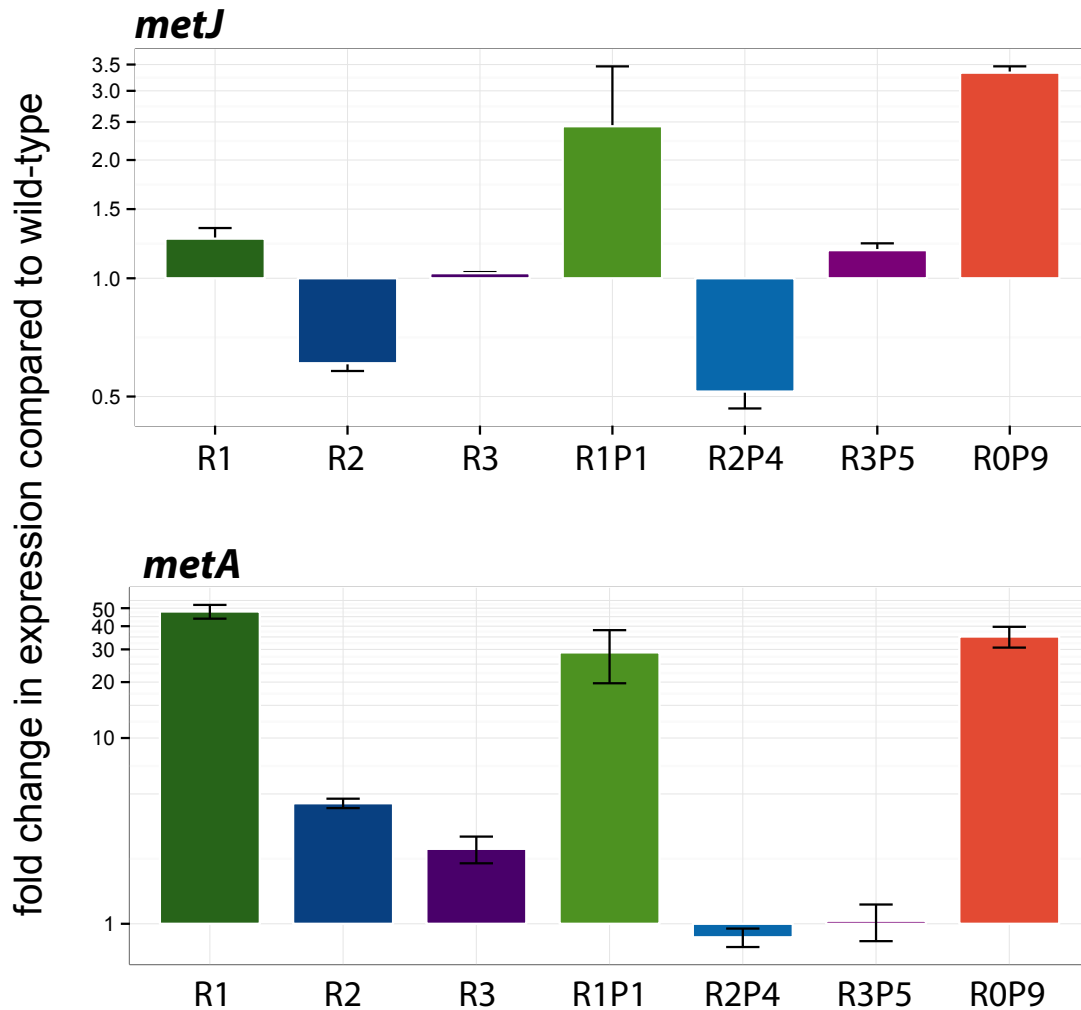 fold change in expression compared to wild-type
metJ
3.5
3.0
2.5
2.0
1.5
1.0
0.5
R1 R2 R3 R1P1 R2P4 R3P5 R0P9
metA
50
40
30
20
10
1
R1 R2 R3 R1P1 R2P4 R3P5 R0P9